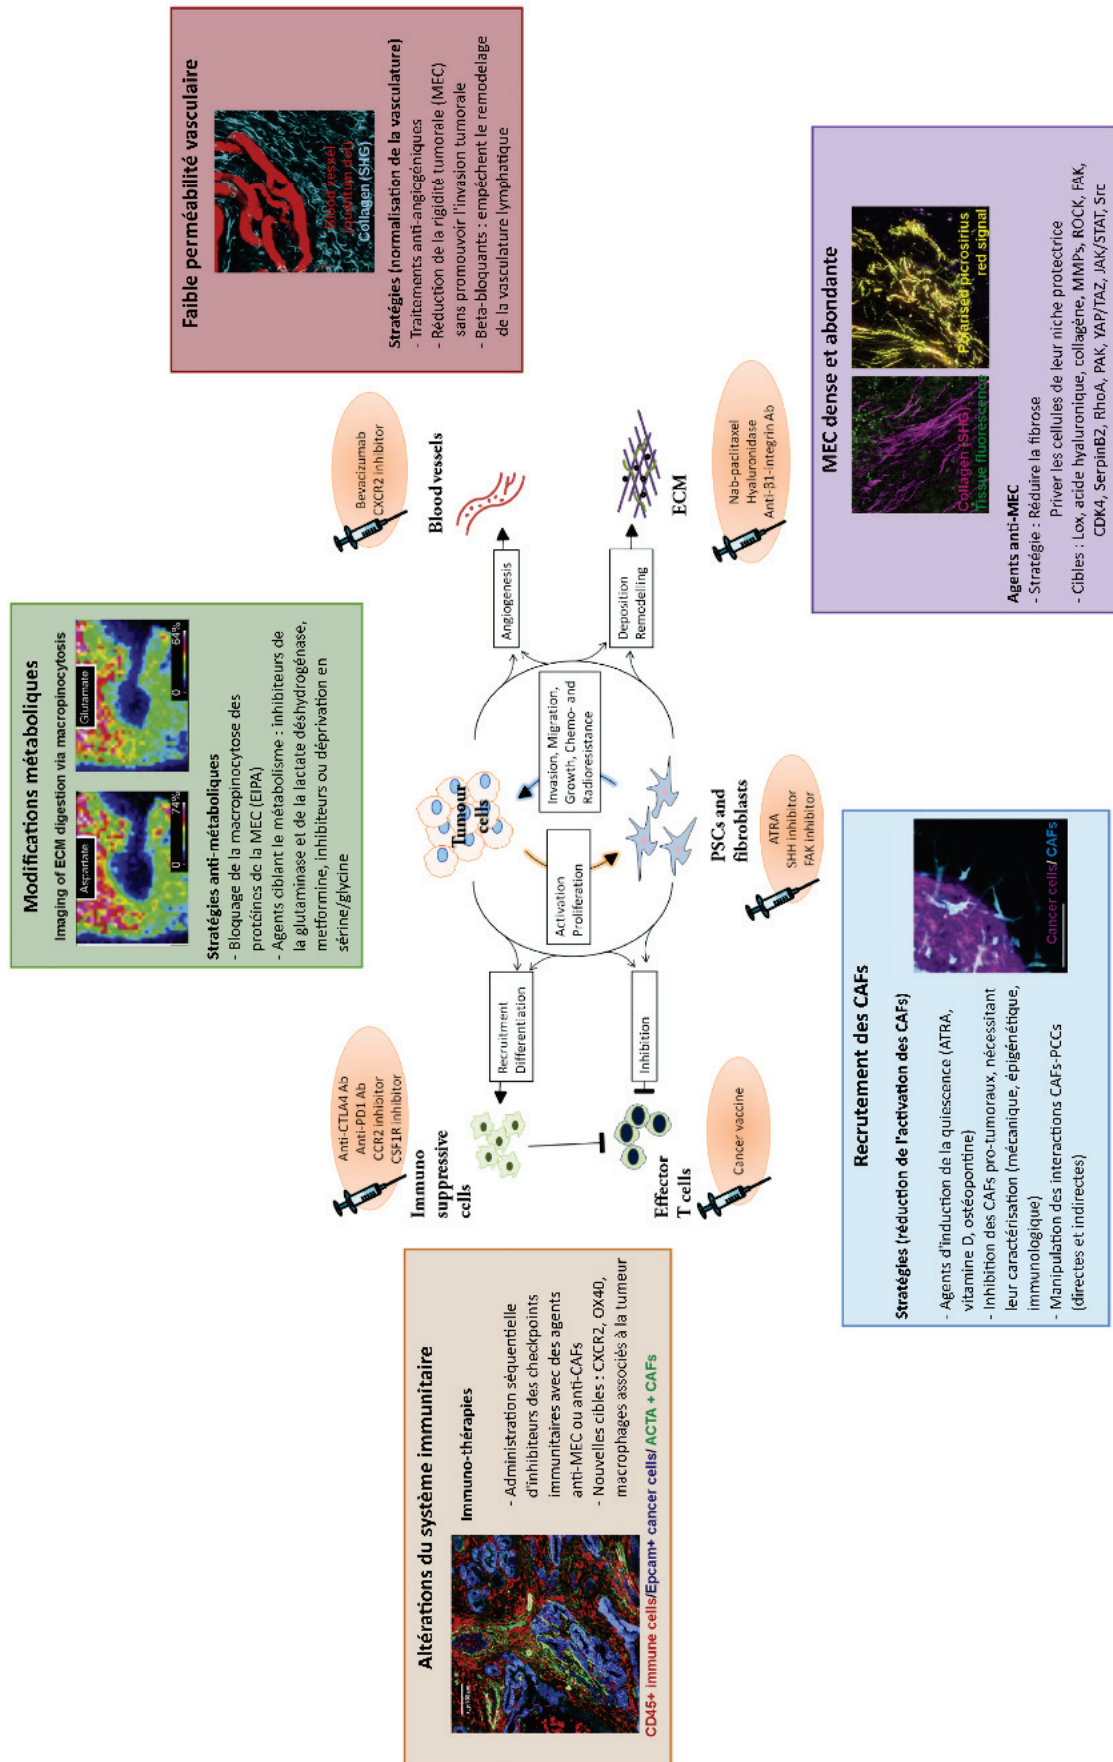 Altérations du système immunitaire
Immuno-thérapies
- Administration séquentielle
d'inhibiteurs des checkpoints
immunitaires avec des agents
anti-MEC ou anti-CAFs
- Nouvelles cibles : CXCR2, OX40,
macrophages associés à la tumeur
CD45+ immune cells/Epcam+ cancer cells/ ACTA + CAFs
Modifications métaboliques
Imaging of ECM digestion via macropinocytosis
Aspartate
0
74%
Glutamate
0
64%
Stratégies anti-métaboliques
- Bloquage de la macropinocytose des
protéines de la MEC (EIPA)
- Agents ciblant le métabolisme : inhibiteurs de
la glutaminase et de la lactate déshydrogénase,
metformine, inhibiteurs ou déprivation en
sérine/glycine
Faible perméabilité vasculaire
Blood vessel
(quantum dot)
Collagen (SHG)
Stratégies (normalisation de la vasculature)
- Traitements anti-angiogéniques
- Réduction de la rigidité tumorale (MEC)
sans promouvoir l'invasion tumorale
- Beta-bloquants : empêchent le remodelage
de la vasculature lymphatique
Anti-CTLA4 Ab
Anti-PD1 Ab
CCR2 inhibitor
CSF1R inhibitor
Immuno
suppressive
cells
Recruitment
Differentiation
Tumour
cells
Angiogenesis
Blood vessels
Bevacizumab
CXCR2 inhibitor
Activation
Proliferation
Invasion, Migration,
Growth, Chemo- and
Radioresistance
Effector
T cells
Inhibition
PSCs and
fibroblasts
Deposition
Remodelling
ECM
Cancer vaccine
ATRA
SHH inhibitor
FAK inhibitor
Nab-paclitaxel
Hyaluronidase
Anti-β1-integrin Ab
Recrutement des CAFs
Stratégies (réduction de l'activation des CAFs)
- Agents d'induction de la quiescence (ATRA,
vitamine D, ostéopontine)
- Inhibition des CAFs pro-tumoraux, nécessitant
leur caractérisation (mécanique, épigénétique,
immunologique)
- Manipulation des interactions CAFs-PCCs
(directes et indirectes)
Cancer cells/ CAFs
MEC dense et abondante
Collagen (SHG)
Tissue fluorescence
Polarised picrosirius
red signal
Agents anti-MEC
- Stratégie : Réduire la fibrose
Priver les cellules de leur niche protectrice
- Cibles : Lox, acide hyaluronique, collagène, MMPs, ROCK, FAK,
CDK4, SerpinB2, RhoA, PAK, YAP/TAZ, JAK/STAT, Src